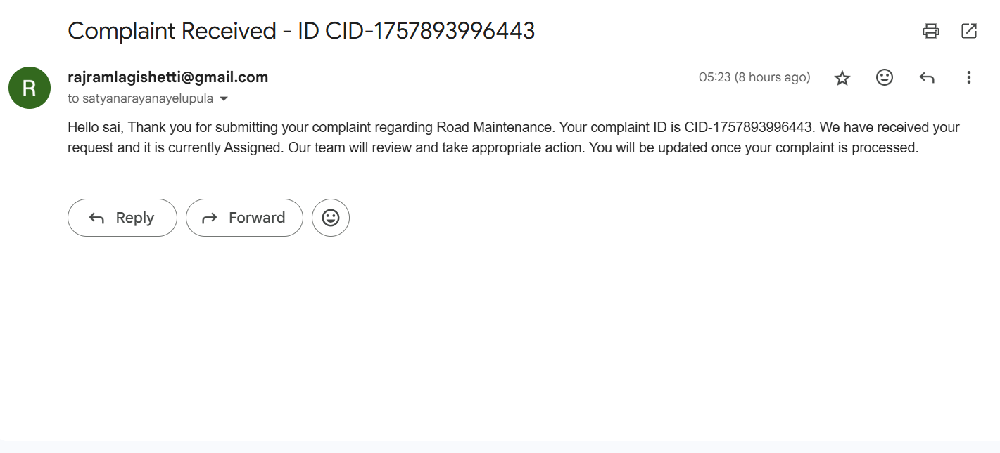 Complaint Received - ID CID-1757893996443
R
rajramlagishetti@gmail.com
05:23 (8 hours ago)
to satyanarayanayelupula
Hello sai, Thank you for submitting your complaint regarding Road Maintenance. Your complaint ID is CID-1757893996443. We have received your
request and it is currently Assigned. Our team will review and take appropriate action. You will be updated once your complaint is processed.
Reply
Forward